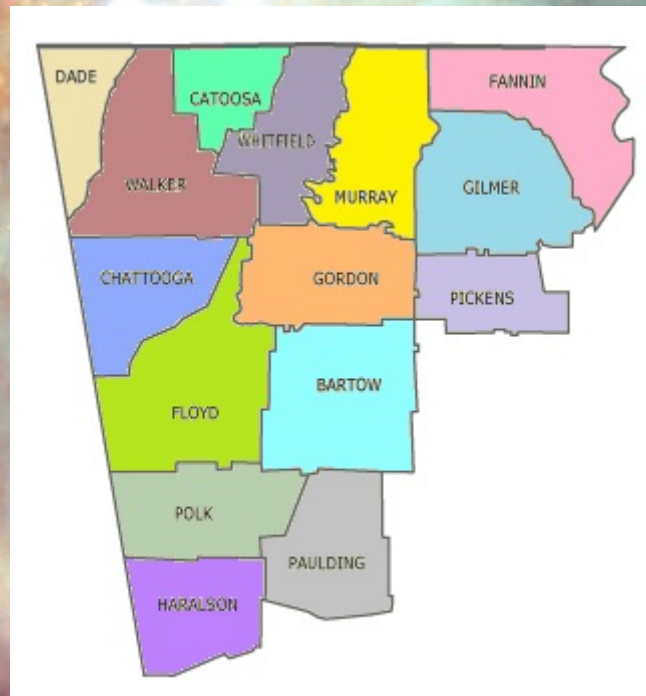 DADE
CATOOSA
FANNIN
WHITFIELD
WALKER
MURRAY
GILMER
CHATTOOGA
GORDON
PICKENS
BARTOW
FLOYD
POLK
PAULDING
HARALSON